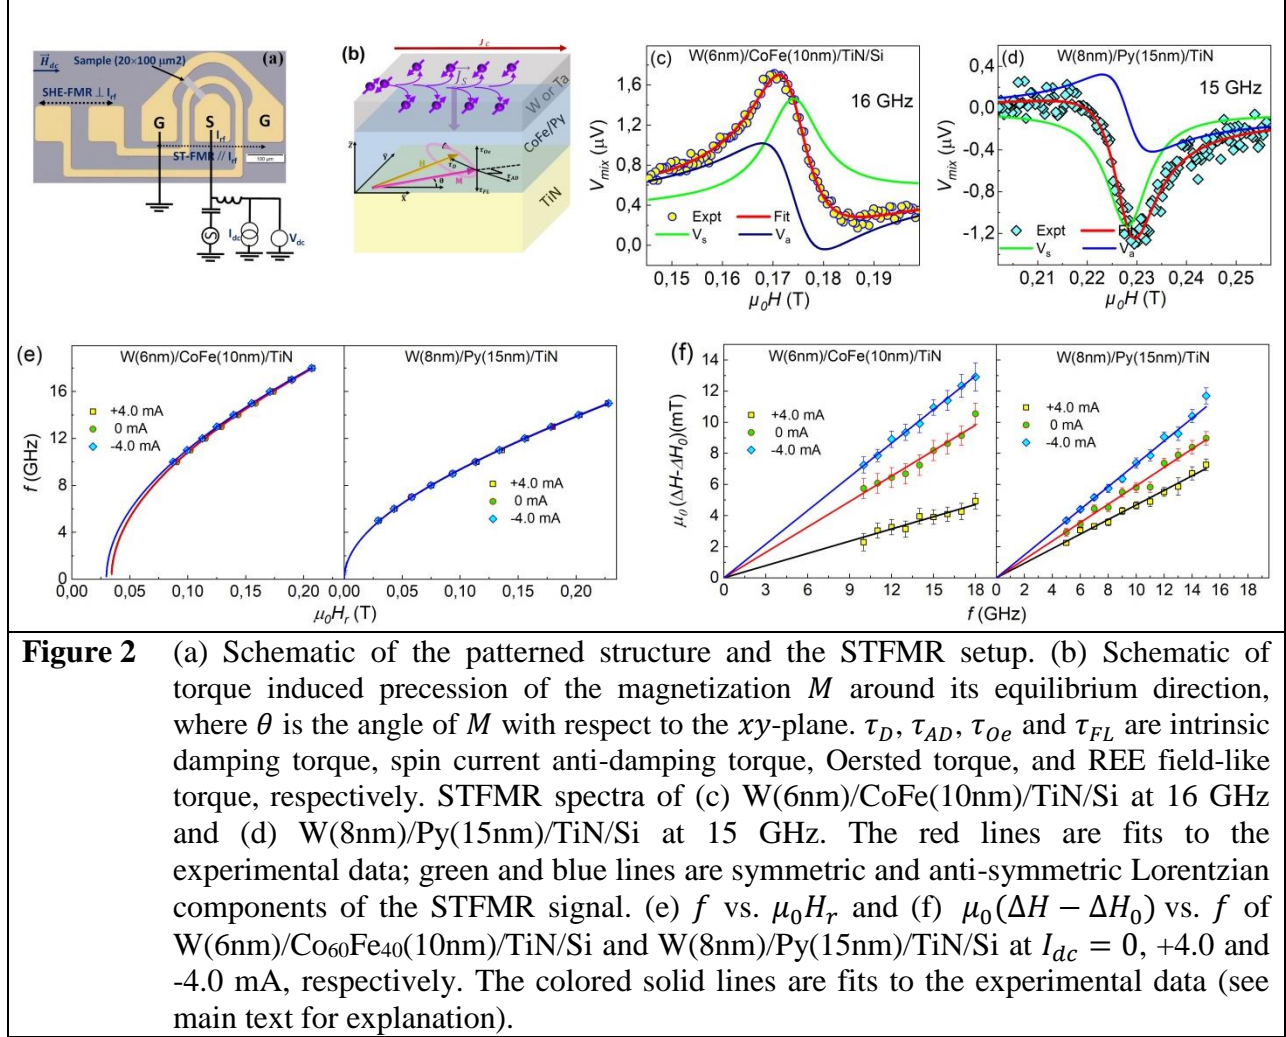 (a)
H_dc
Sample (20×100 μm2)
SHE-FMR ⊥ I_rf
G S G
I_rf
ST-FMR // I_rf
100 μm
I_dc
V_dc
(b)
J_c
J_S
W or Ta
CoFe/Py
TiN
Z
Y
X
H
M
θ
τ_D
τ_Oe
τ_AD
τ_FL
(c) W(6nm)/CoFe(10nm)/TiN/Si
16 GHz
V_mix (μV)
1,6
1,2
0,8
0,4
0,0
Expt Fit
V_s V_a
0,15 0,16 0,17 0,18 0,19
μ₀H (T)
(d) W(8nm)/Py(15nm)/TiN
15 GHz
V_mix (μV)
0,4
0,0
-0,4
-0,8
-1,2
Expt
V_s V_a
0,21 0,22 0,23 0,24 0,25
μ₀H (T)
(e)
W(6nm)/CoFe(10nm)/TiN W(8nm)/Py(15nm)/TiN
f (GHz)
16
12
8
4
0
+4.0 mA
0 mA
-4.0 mA
+4.0 mA
0 mA
-4.0 mA
0,00 0,05 0,10 0,15 0,20 0,00 0,05 0,10 0,15 0,20
μ₀H_r (T)
(f)
W(6nm)/CoFe(10nm)/TiN W(8nm)/Py(15nm)/TiN
μ₀ (ΔH-ΔH₀)(mT)
14
12
10
8
6
4
2
0
+4.0 mA
0 mA
-4.0 mA
+4.0 mA
0 mA
-4.0 mA
0 3 6 9 12 15 18 0 3 6 9 12 15 18
f (GHz)
Figure 2 (a) Schematic of the patterned structure and the STFMR setup. (b) Schematic of
torque induced precession of the magnetization M around its equilibrium direction,
where θ is the angle of M with respect to the xy-plane. τ_D, τ_AD, τ_Oe and τ_FL are intrinsic
damping torque, spin current anti-damping torque, Oersted torque, and REE field-like
torque, respectively. STFMR spectra of (c) W(6nm)/CoFe(10nm)/TiN/Si at 16 GHz
and (d) W(8nm)/Py(15nm)/TiN/Si at 15 GHz. The red lines are fits to the
experimental data; green and blue lines are symmetric and anti-symmetric Lorentzian
components of the STFMR signal. (e) f vs. μ₀H_r and (f) μ₀(ΔH − ΔH₀) vs. f of
W(6nm)/Co₆₀Fe₄₀(10nm)/TiN/Si and W(8nm)/Py(15nm)/TiN/Si at I_dc = 0, +4.0 and
-4.0 mA, respectively. The colored solid lines are fits to the experimental data (see
main text for explanation).